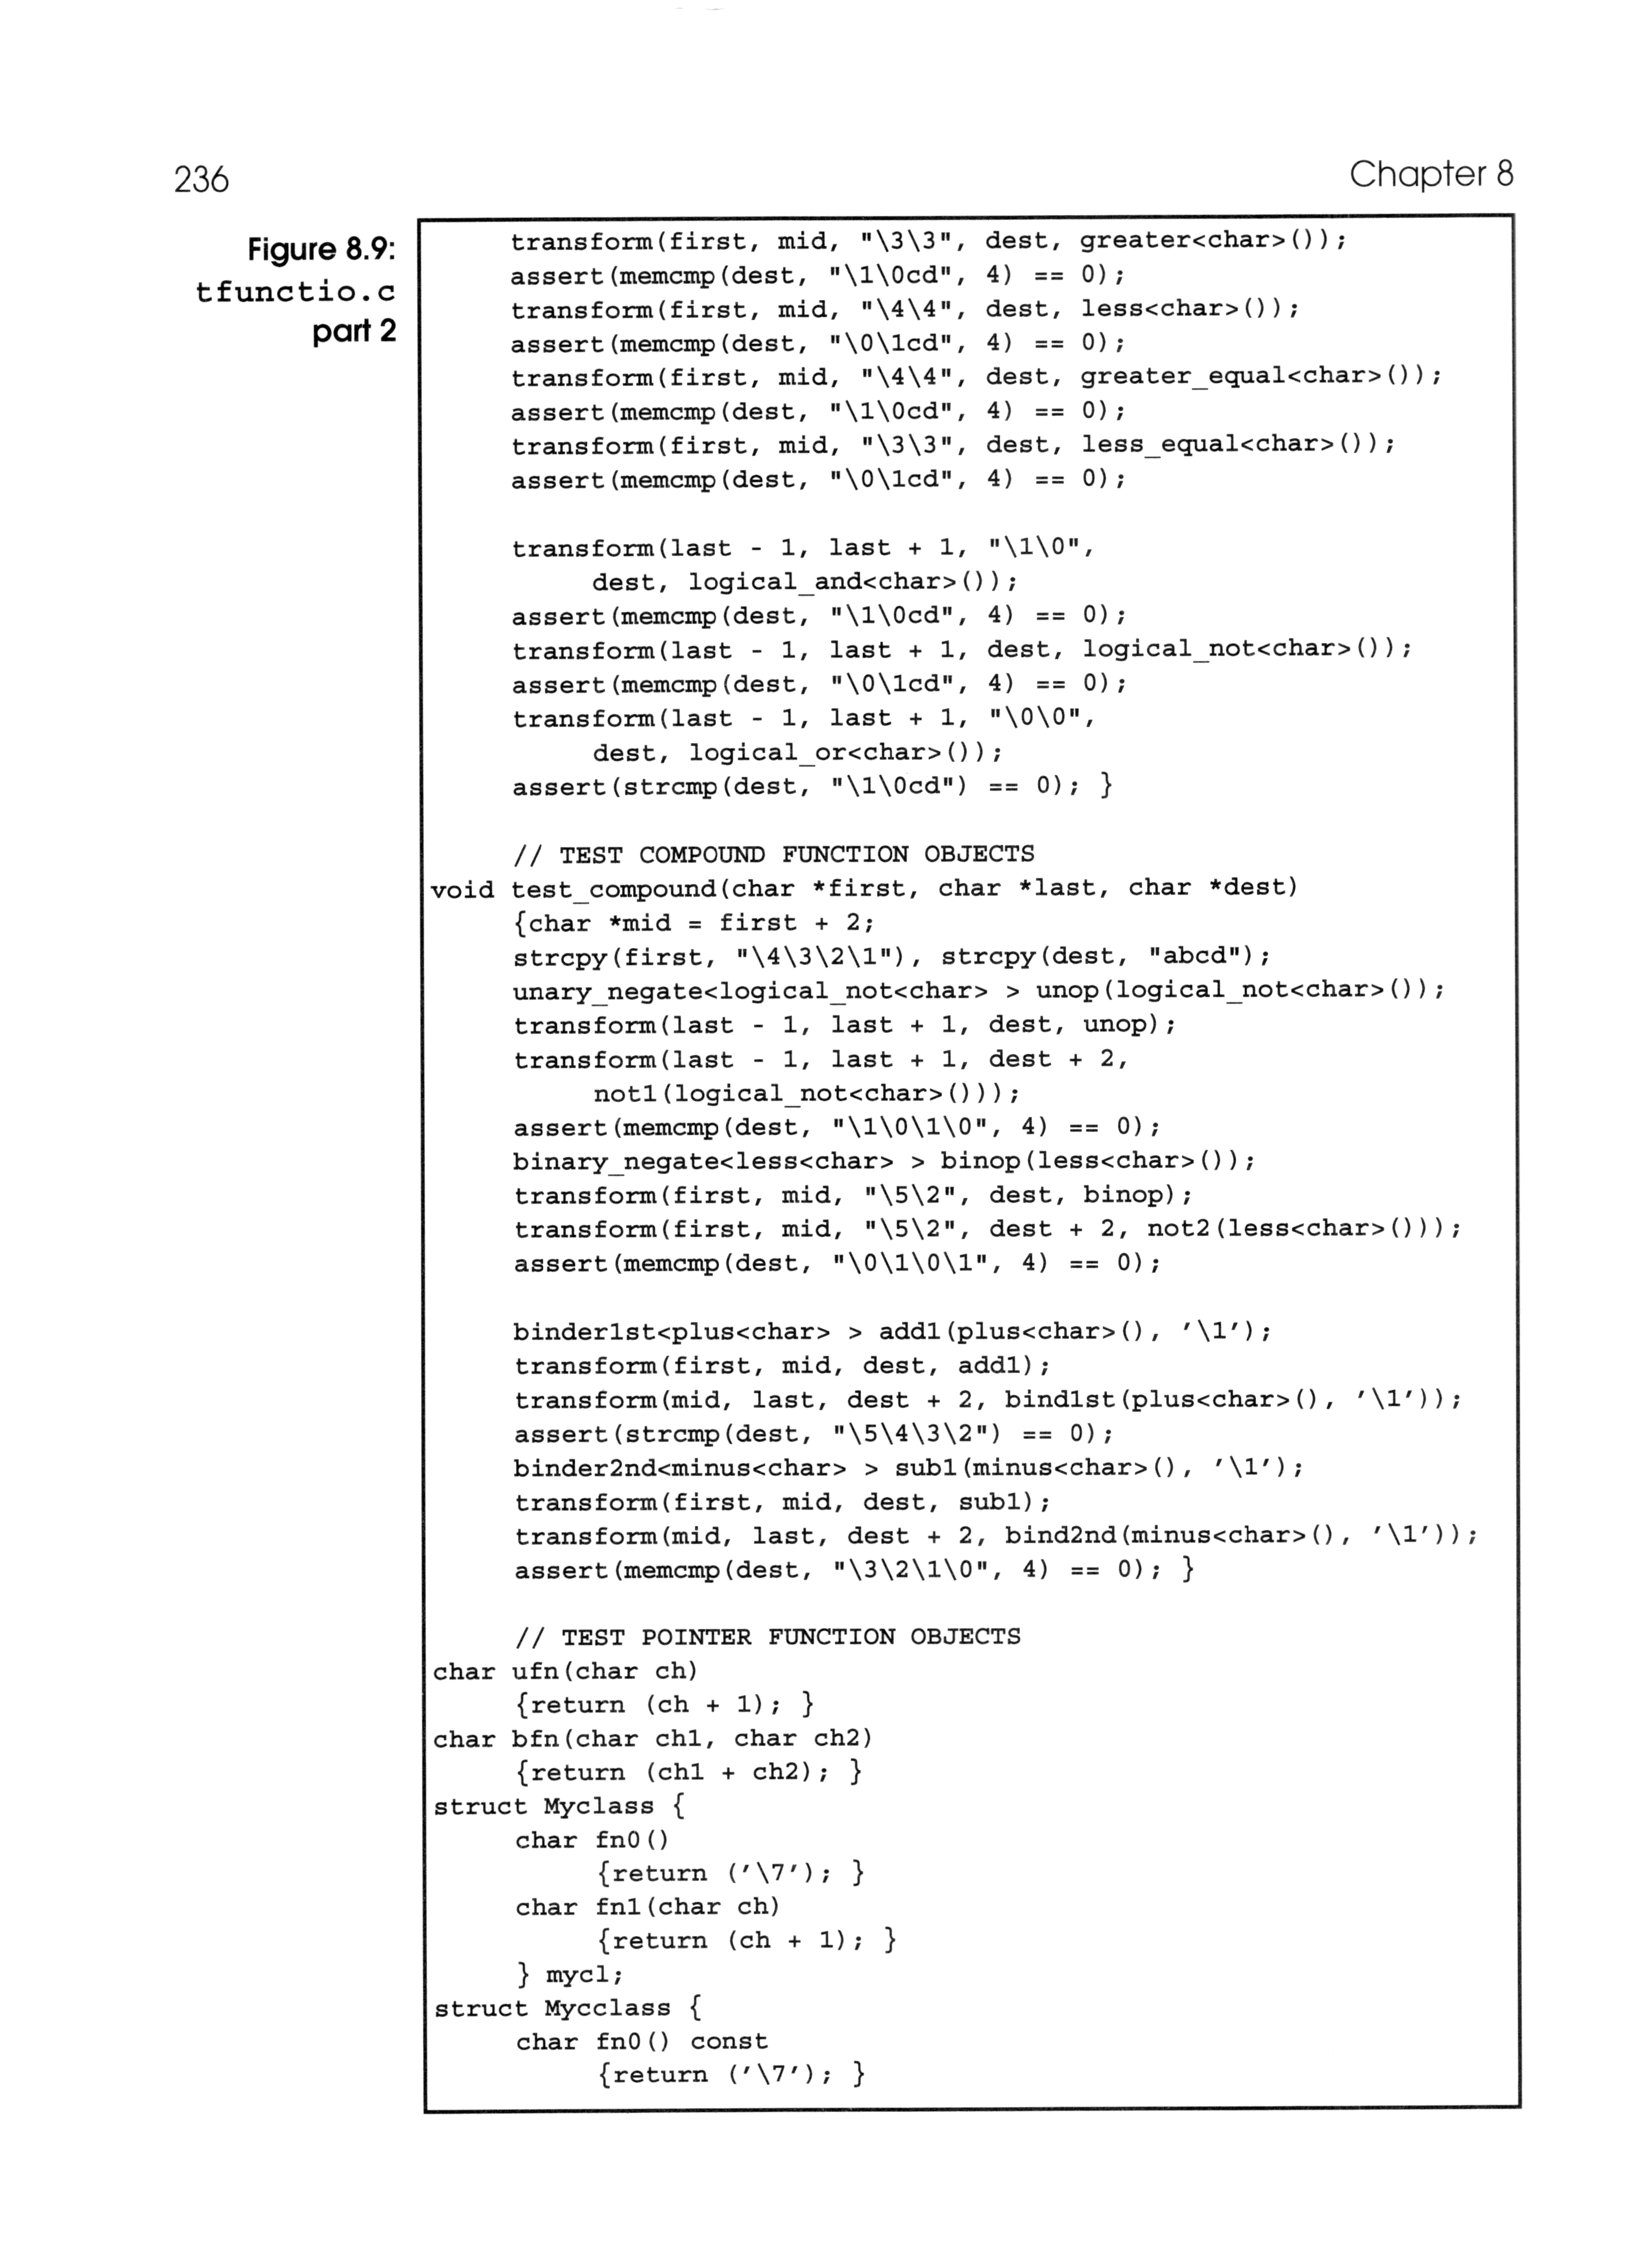 236
Chapter 8
Figure 8.9:
tfunctio.c
part 2
transform(first, mid, "\3\3", dest, greater<char>());
assert(memcmp(dest, "\1\0cd", 4) == 0);
transform(first, mid, "\4\4", dest, less<char>());
assert(memcmp(dest, "\0\1cd", 4) == 0);
transform(first, mid, "\4\4", dest, greater_equal<char>());
assert(memcmp(dest, "\1\0cd", 4) == 0);
transform(first, mid, "\3\3", dest, less_equal<char>());
assert(memcmp(dest, "\0\1cd", 4) == 0);

transform(last - 1, last + 1, "\1\0",
dest, logical_and<char>());
assert(memcmp(dest, "\1\0cd", 4) == 0);
transform(last - 1, last + 1, dest, logical_not<char>());
assert(memcmp(dest, "\0\1cd", 4) == 0);
transform(last - 1, last + 1, "\0\0",
dest, logical_or<char>());
assert(strcmp(dest, "\1\0cd") == 0); }

// TEST COMPOUND FUNCTION OBJECTS
void test_compound(char *first, char *last, char *dest)
{char *mid = first + 2;
strcpy(first, "\4\3\2\1"), strcpy(dest, "abcd");
unary_negate<logical_not<char> > unop(logical_not<char>());
transform(last - 1, last + 1, dest, unop);
transform(last - 1, last + 1, dest + 2,
not1(logical_not<char>()));
assert(memcmp(dest, "\1\0\1\0", 4) == 0);
binary_negate<less<char> > binop(less<char>());
transform(first, mid, "\5\2", dest, binop);
transform(first, mid, "\5\2", dest + 2, not2(less<char>()));
assert(memcmp(dest, "\0\1\0\1", 4) == 0);

binder1st<plus<char> > add1(plus<char>(), '\1');
transform(first, mid, dest, add1);
transform(mid, last, dest + 2, bind1st(plus<char>(), '\1'));
assert(strcmp(dest, "\5\4\3\2") == 0);
binder2nd<minus<char> > sub1(minus<char>(), '\1');
transform(first, mid, dest, sub1);
transform(mid, last, dest + 2, bind2nd(minus<char>(), '\1'));
assert(memcmp(dest, "\3\2\1\0", 4) == 0); }

// TEST POINTER FUNCTION OBJECTS
char ufn(char ch)
{return (ch + 1); }
char bfn(char ch1, char ch2)
{return (ch1 + ch2); }
struct Myclass {
char fn0()
{return ('\7'); }
char fn1(char ch)
{return (ch + 1); }
} mycl;
struct Mycclass {
char fn0() const
{return ('\7'); }